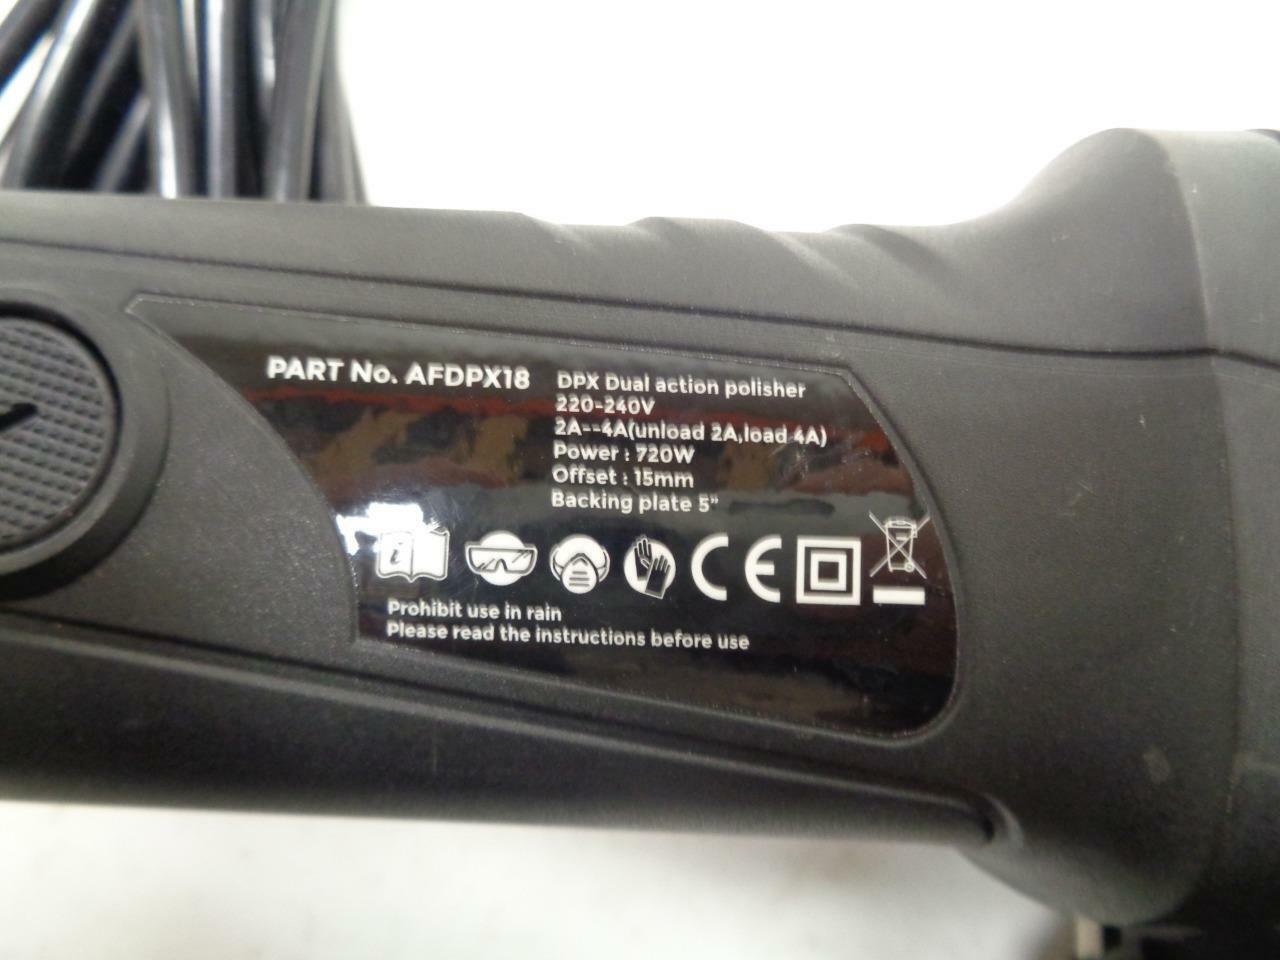 PART No. AFDPX18
DPX Dual action polisher
220-240V
2A--4A(unload 2A,load 4A)
Power : 720W
Offset : 15mm
Backing plate 5”
i
CE
Prohibit use in rain
Please read the instructions before use